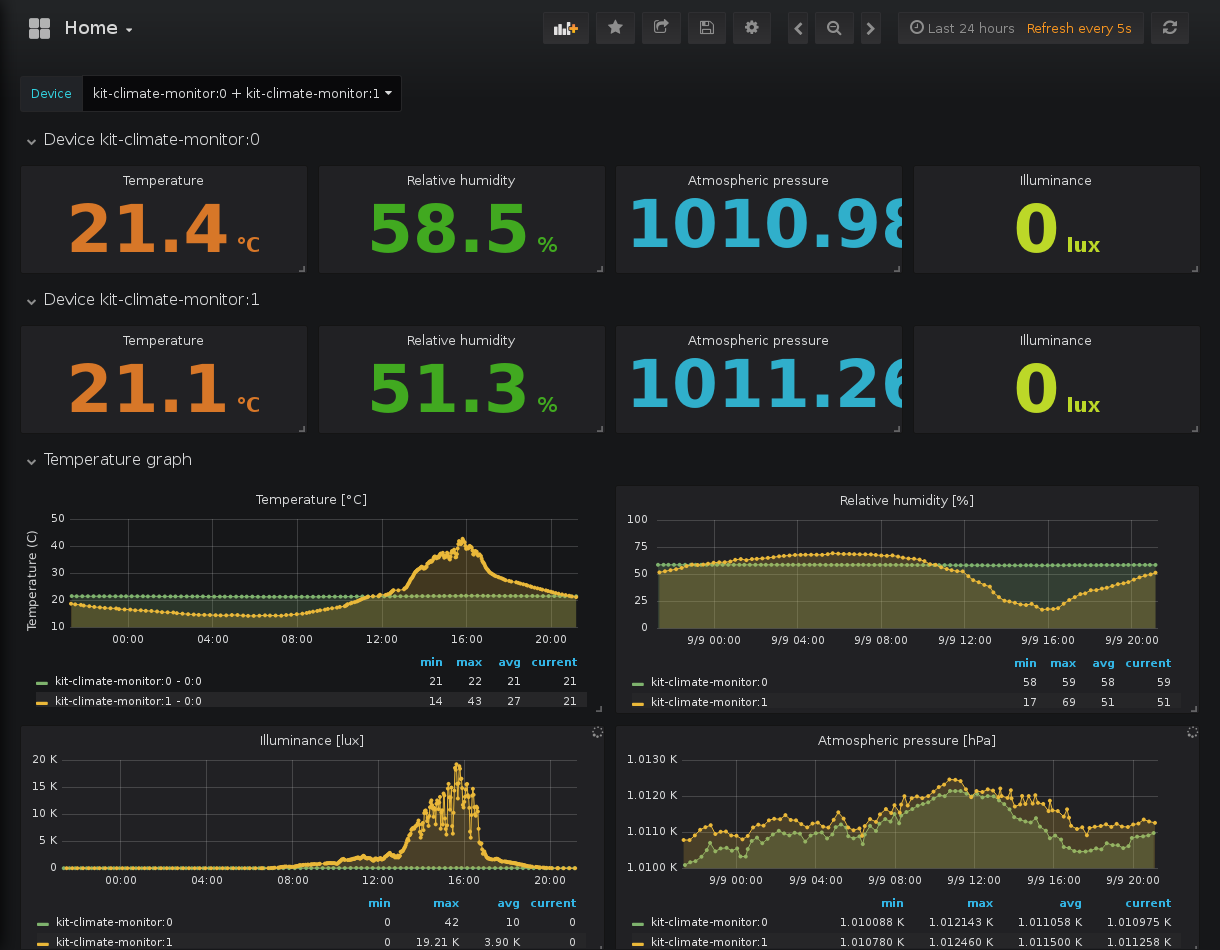 Home
Last 24 hours Refresh every 5s
Device kit-climate-monitor:0 + kit-climate-monitor:1
Device kit-climate-monitor:0
Temperature Relative humidity Atmospheric pressure Illuminance
21.4 °C 58.5 % 1010.98 0 lux
Device kit-climate-monitor:1
Temperature Relative humidity Atmospheric pressure Illuminance
21.1 °C 51.3 % 1011.26 0 lux
Temperature graph
Temperature [°C]
Temperature (C)
50
40
30
20
10
00:00 04:00 08:00 12:00 16:00 20:00
min max avg current
kit-climate-monitor:0 - 0:0 21 22 21 21
kit-climate-monitor:1 - 0:0 14 43 27 21
Relative humidity [%]
100
75
50
25
0
9/9 00:00 9/9 04:00 9/9 08:00 9/9 12:00 9/9 16:00 9/9 20:00
min max avg current
kit-climate-monitor:0 58 59 58 59
kit-climate-monitor:1 17 69 51 51
Illuminance [lux]
20 K
15 K
10 K
5 K
0
00:00 04:00 08:00 12:00 16:00 20:00
min max avg current
kit-climate-monitor:0 0 42 10 0
kit-climate-monitor:1 0 19.21 K 3.90 K 0
Atmospheric pressure [hPa]
1.0130 K
1.0120 K
1.0110 K
1.0100 K
9/9 00:00 9/9 04:00 9/9 08:00 9/9 12:00 9/9 16:00 9/9 20:00
min max avg current
kit-climate-monitor:0 1.010088 K 1.012143 K 1.011058 K 1.010975 K
kit-climate-monitor:1 1.010780 K 1.012460 K 1.011500 K 1.011258 K